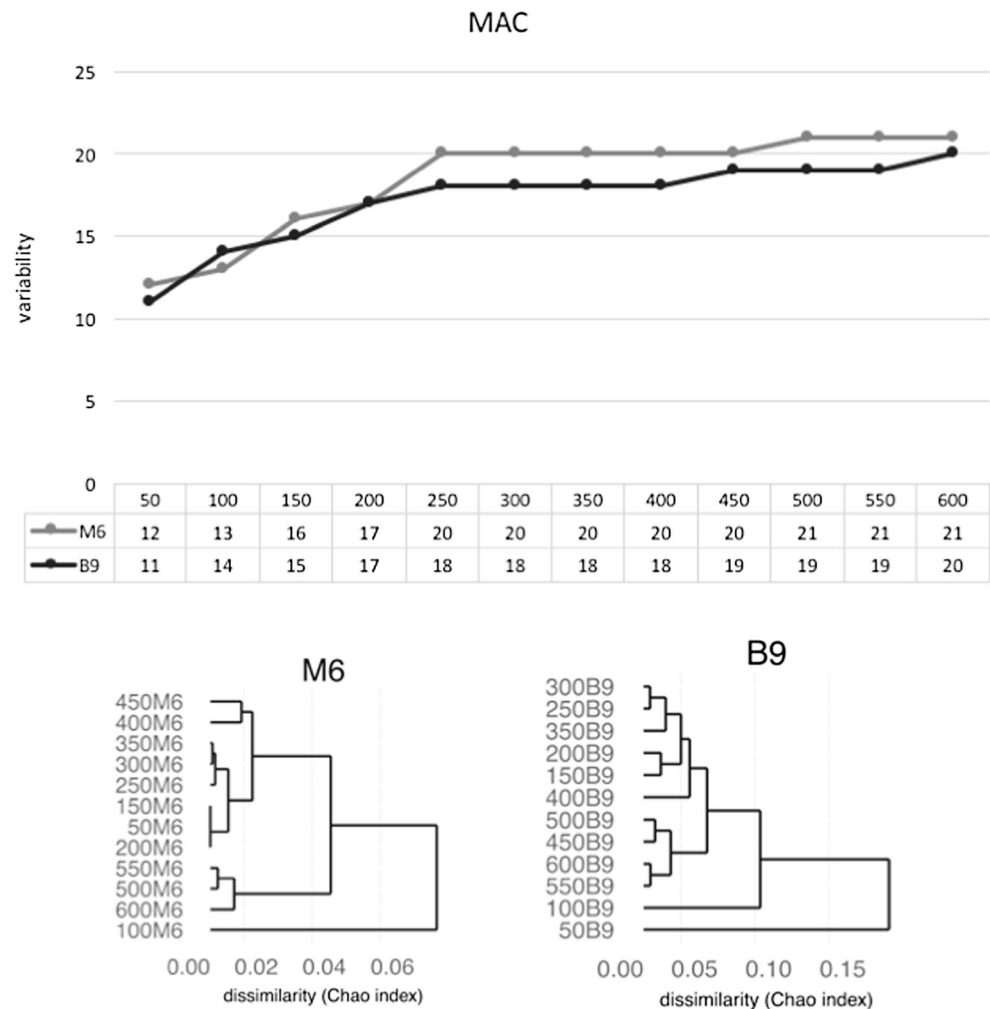 MAC
25
20
15
10
5
0
variability
50 100 150 200 250 300 350 400 450 500 550 600
M6 12 13 16 17 20 20 20 20 20 21 21 21
B9 11 14 15 17 18 18 18 18 19 19 19 20
M6
450M6
400M6
350M6
300M6
250M6
150M6
50M6
200M6
550M6
500M6
600M6
100M6
0.00 0.02 0.04 0.06
dissimilarity (Chao index)
B9
300B9
250B9
350B9
200B9
150B9
400B9
500B9
450B9
600B9
550B9
100B9
50B9
0.00 0.05 0.10 0.15
dissimilarity (Chao index)